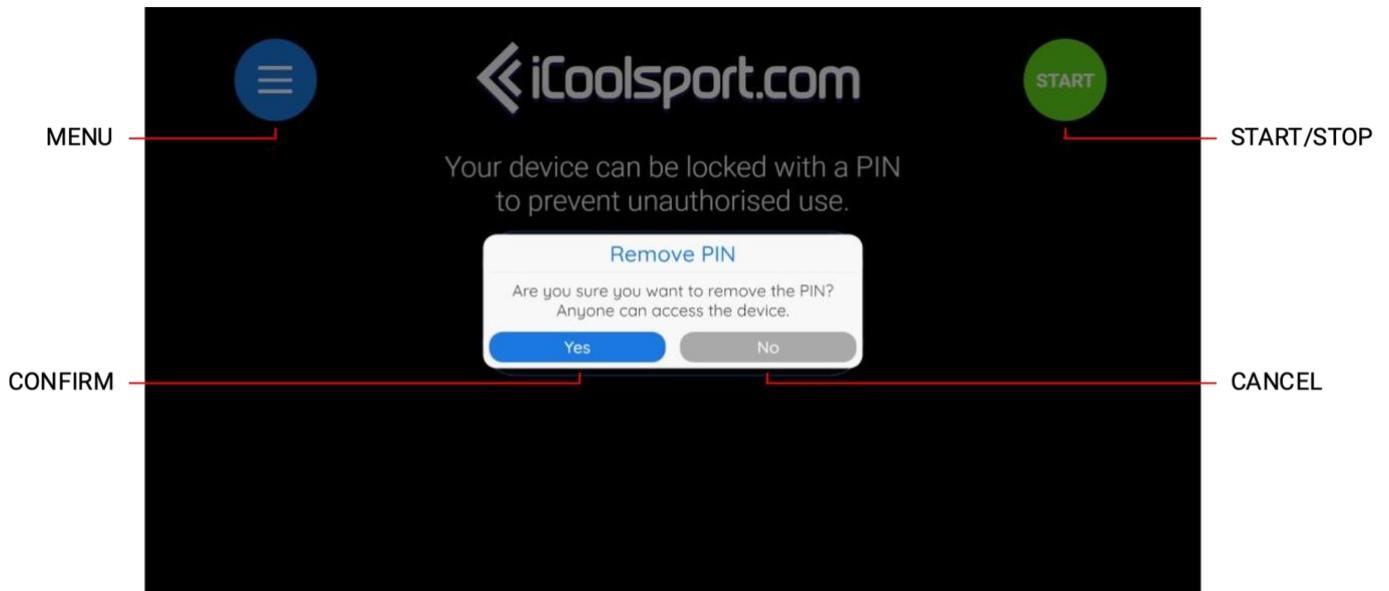 iCoolsport.com
START
MENU
START/STOP
Your device can be locked with a PIN
to prevent unauthorised use.
Remove PIN
Are you sure you want to remove the PIN?
Anyone can access the device.
Yes
No
CONFIRM
CANCEL